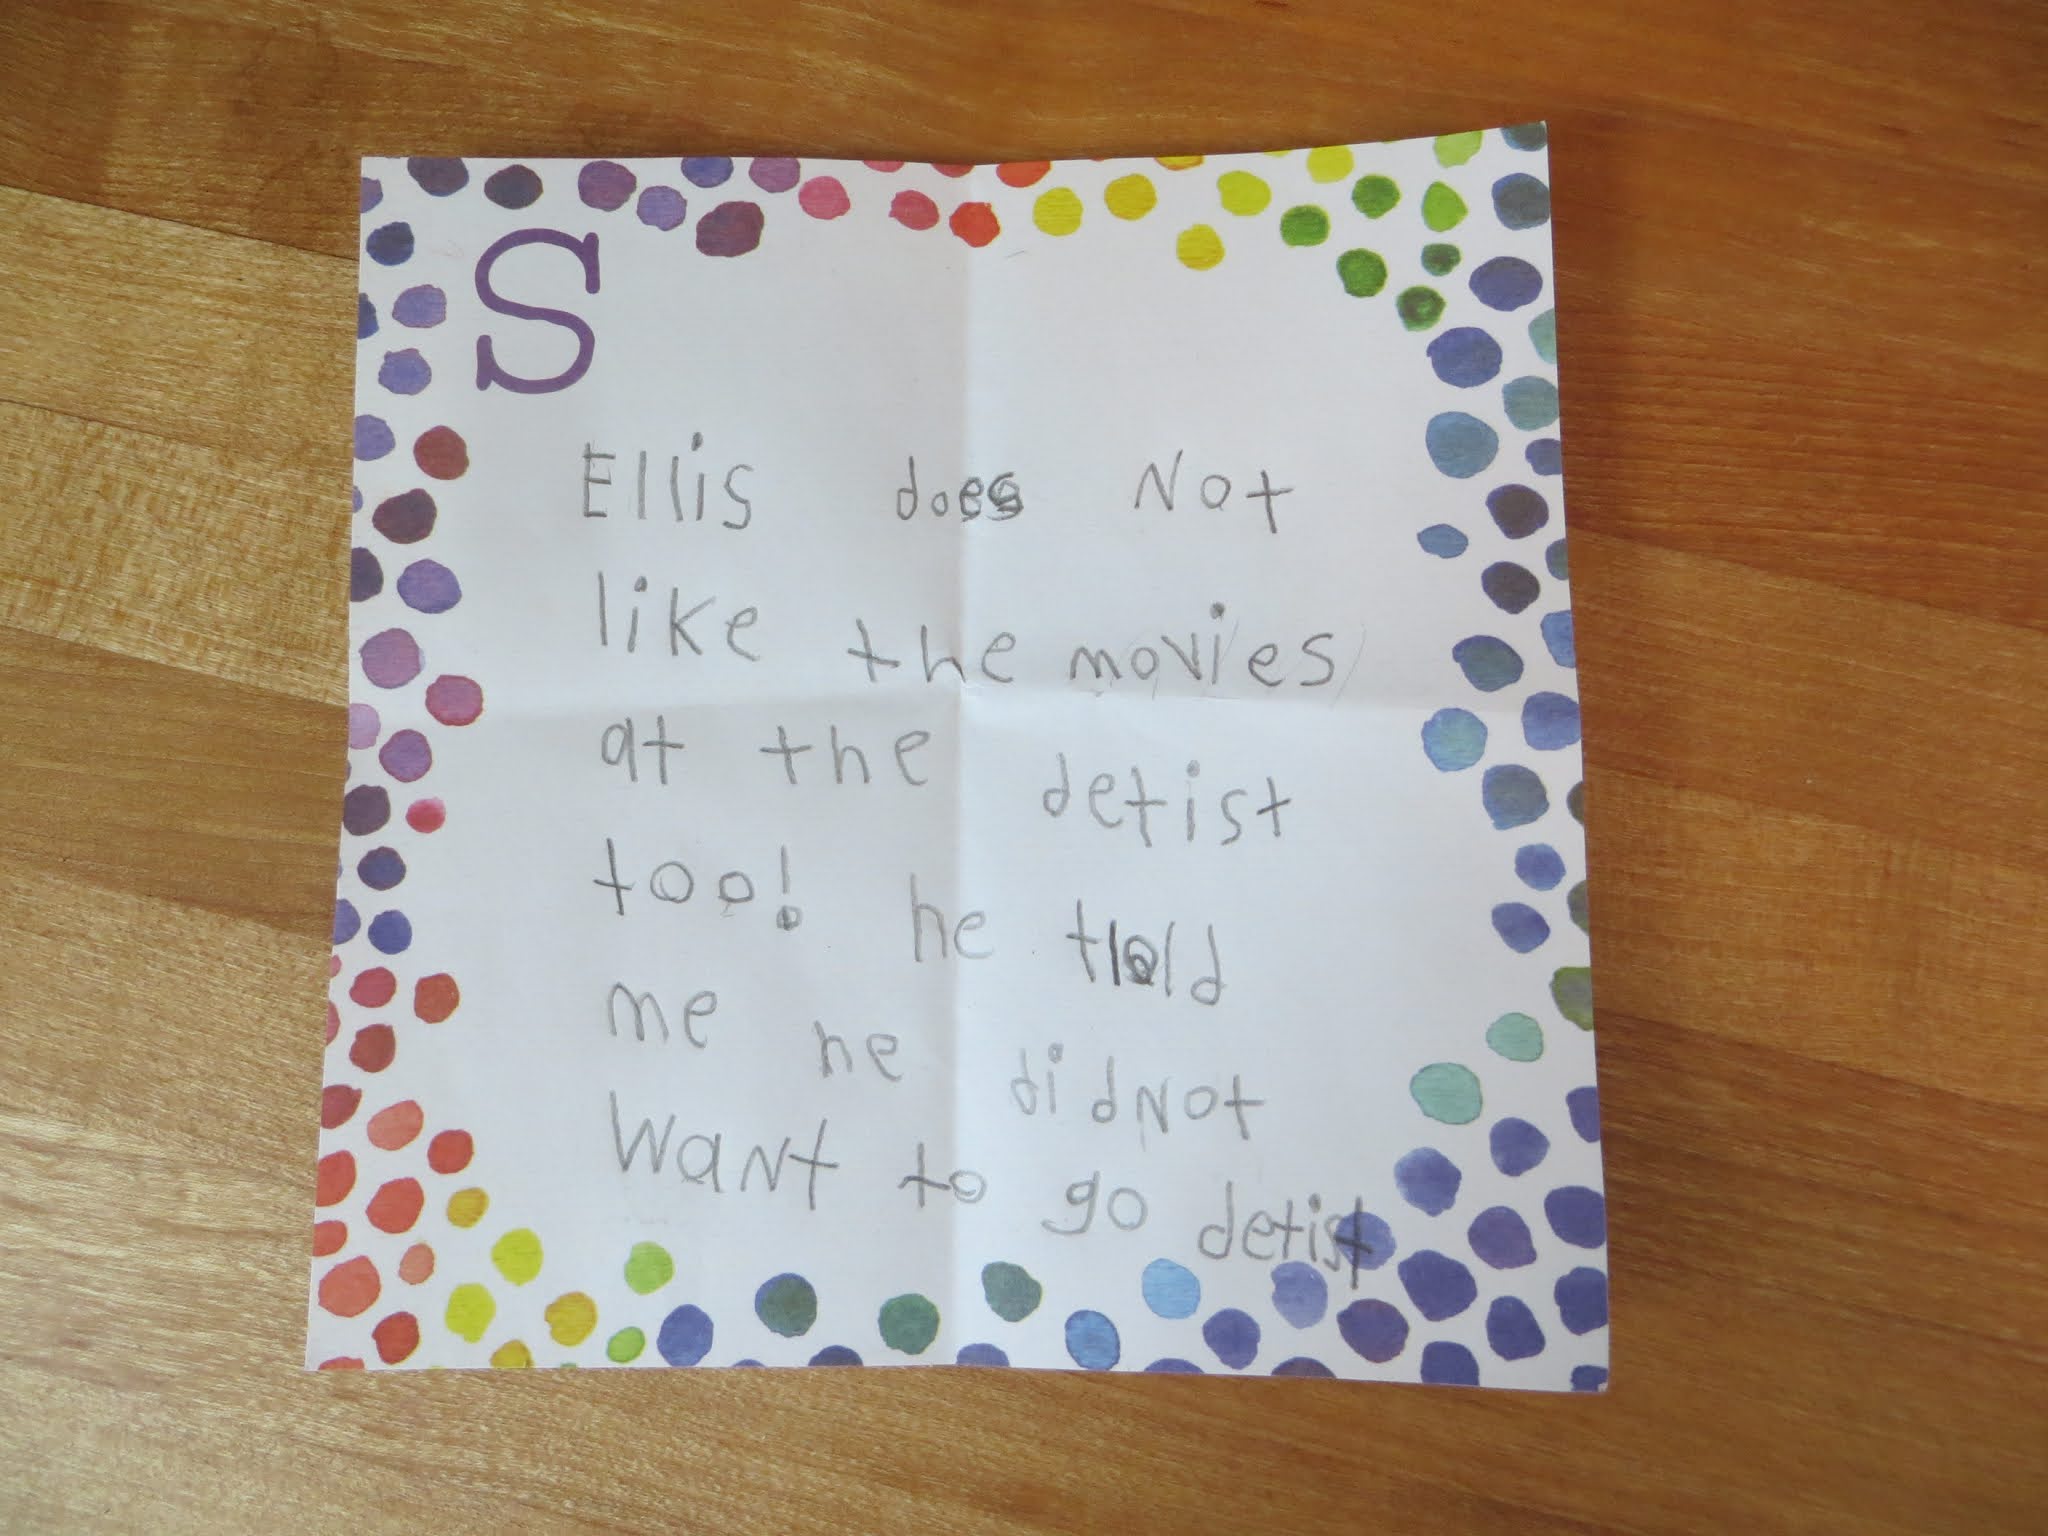 S
Ellis does Not
like the movies
at the detist
too! he told
me he didNot
Want to go detist